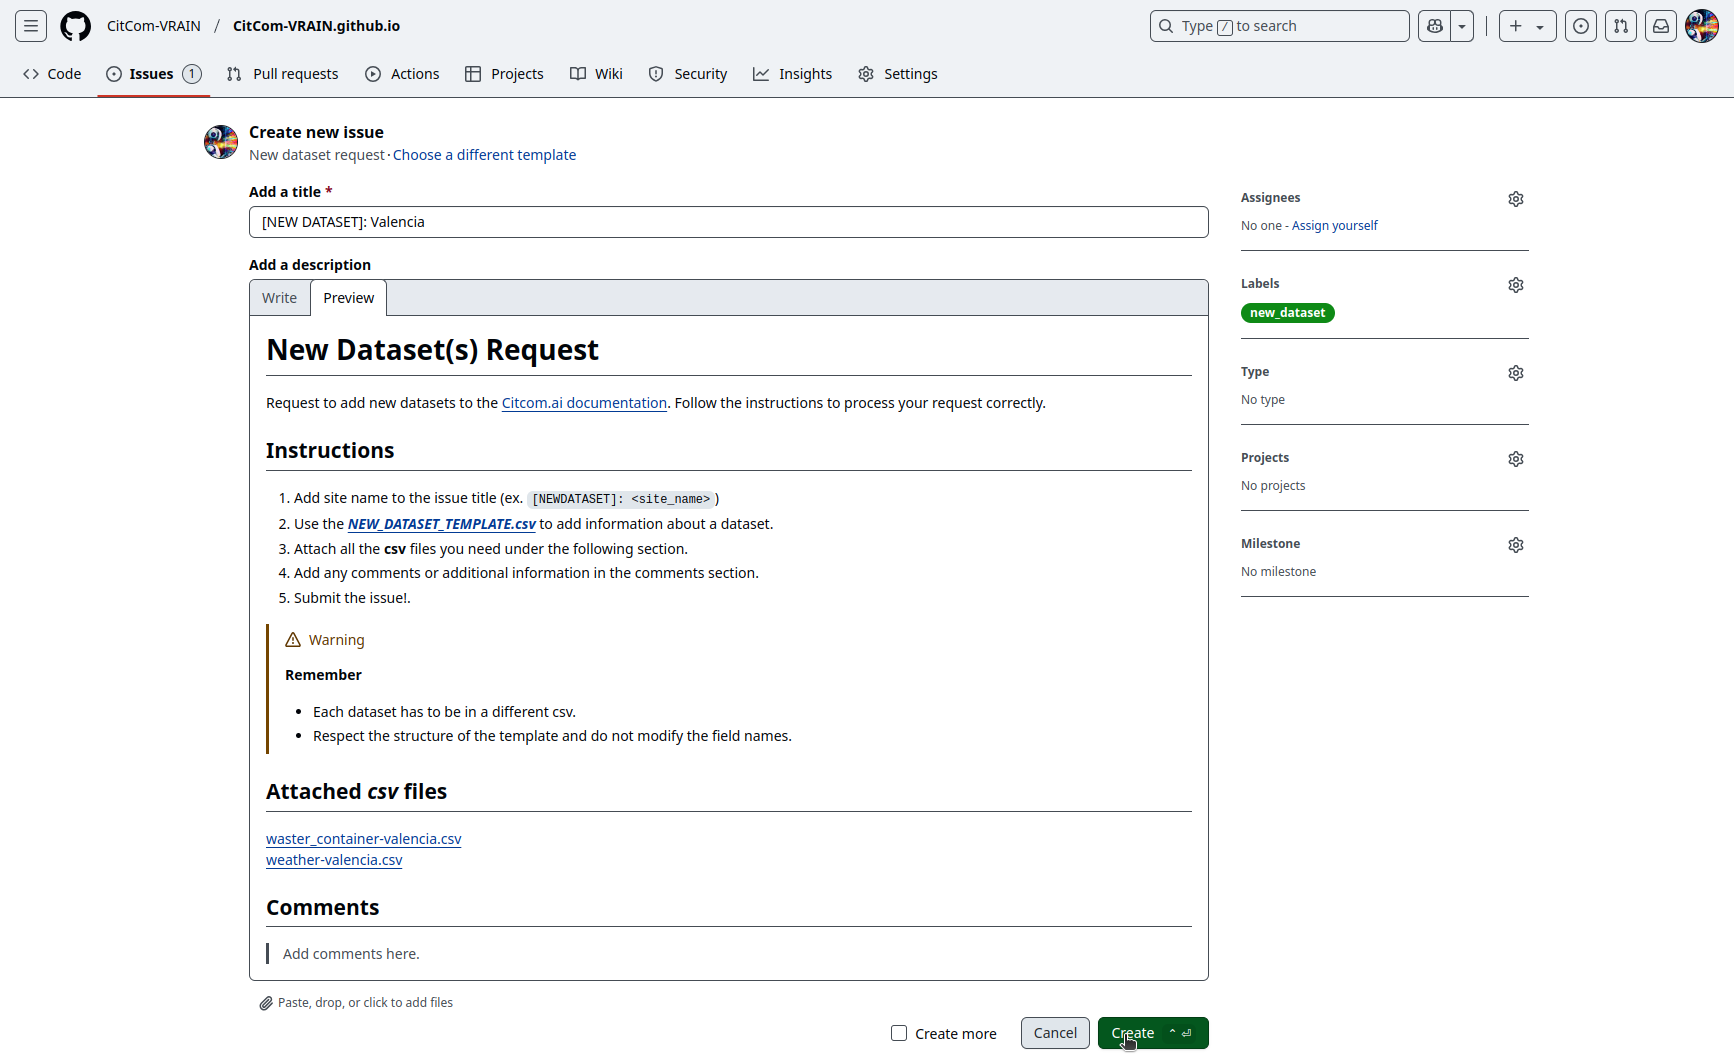 CitCom-VRAIN / CitCom-VRAIN.github.io
Type / to search
Code
Issues 1
Pull requests
Actions
Projects
Wiki
Security
Insights
Settings
Create new issue
New dataset request · Choose a different template
Add a title *
[NEW DATASET]: Valencia
Add a description
Write
Preview
New Dataset(s) Request
Request to add new datasets to the Citcom.ai documentation. Follow the instructions to process your request correctly.
Instructions
1. Add site name to the issue title (ex. [NEWDATASET]: <site_name>)
2. Use the NEW_DATASET_TEMPLATE.csv to add information about a dataset.
3. Attach all the csv files you need under the following section.
4. Add any comments or additional information in the comments section.
5. Submit the issue!.
Warning
Remember
Each dataset has to be in a different csv.
Respect the structure of the template and do not modify the field names.
Attached csv files
waster_container-valencia.csv
weather-valencia.csv
Comments
Add comments here.
Paste, drop, or click to add files
Create more
Cancel
Create
Assignees
No one - Assign yourself
Labels
new_dataset
Type
No type
Projects
No projects
Milestone
No milestone